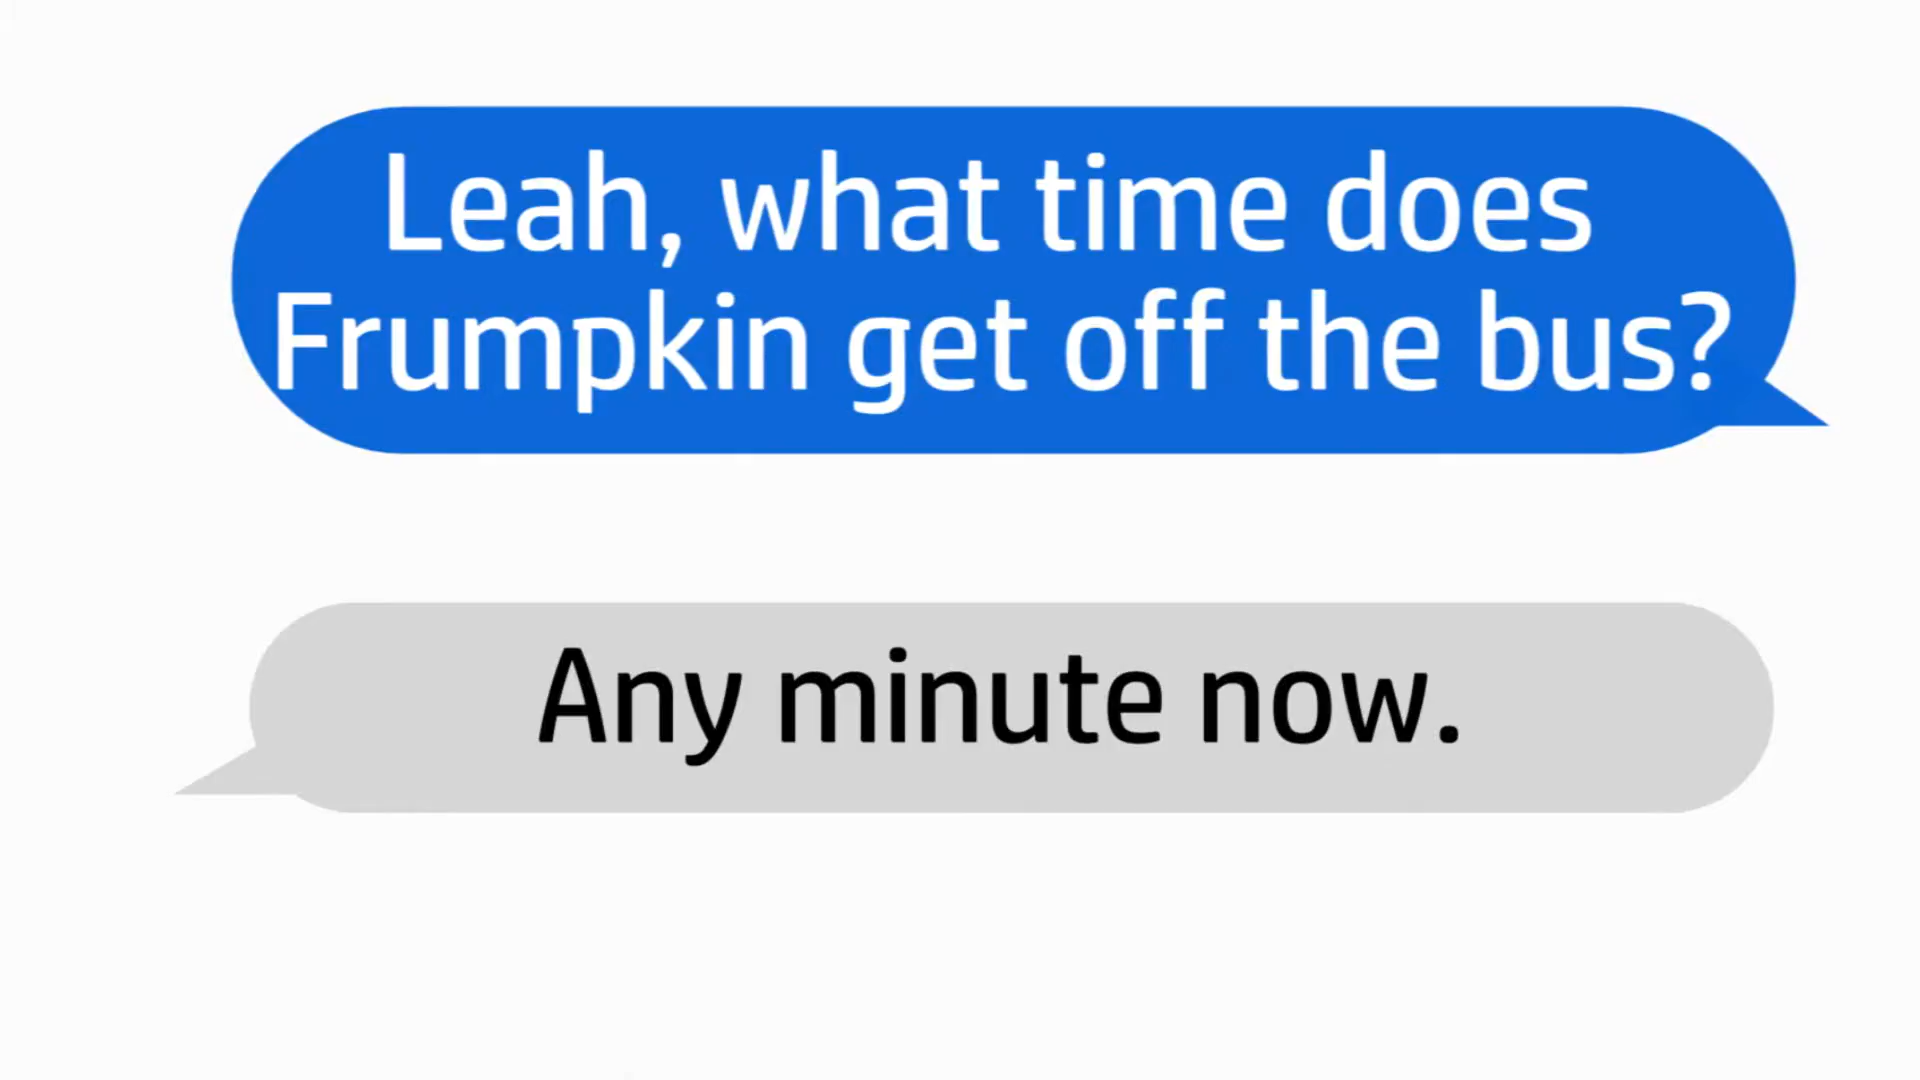 Leah, what time does
Frumpkin get off the bus?
Any minute now.